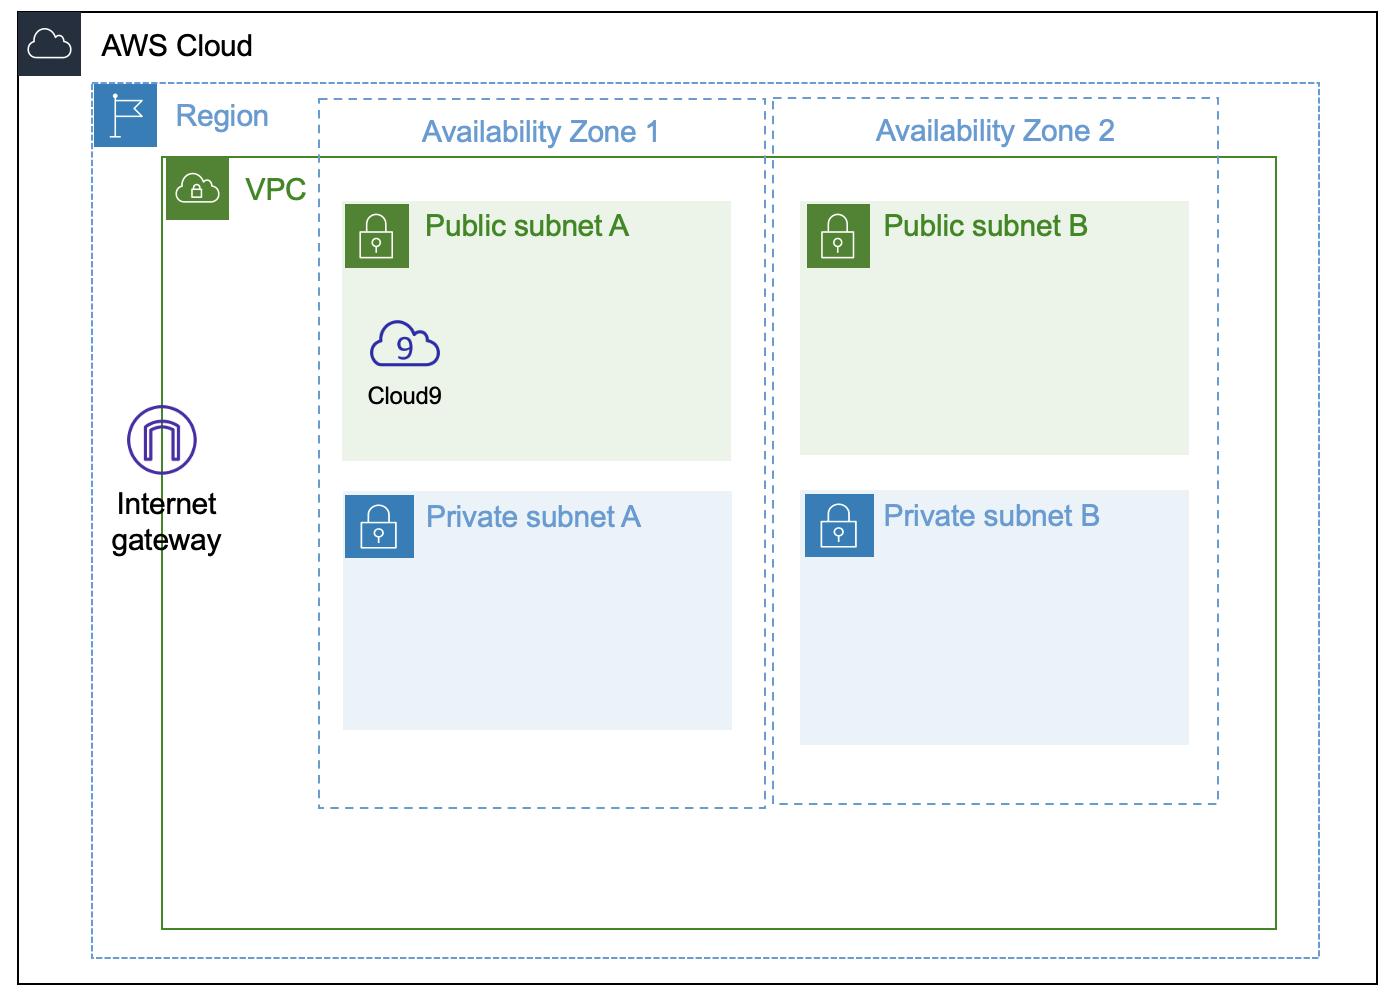 AWS Cloud
Region
Availability Zone 1
Availability Zone 2
VPC
Public subnet A
Public subnet B
9
Cloud9
Internet
gateway
Private subnet A
Private subnet B